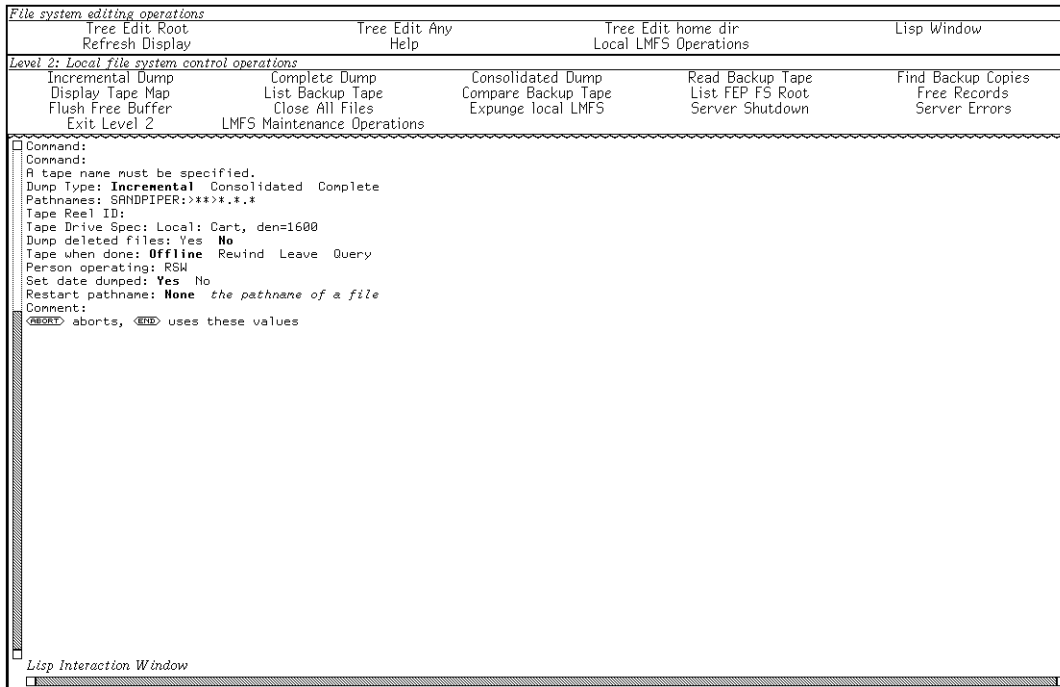 File system editing operations
Tree Edit Root Tree Edit Any Tree Edit home dir Lisp Window
Refresh Display Help Local LMFS Operations
Level 2: Local file system control operations
Incremental Dump Complete Dump Consolidated Dump Read Backup Tape Find Backup Copies
Display Tape Map List Backup Tape Compare Backup Tape List FEP FS Root Free Records
Flush Free Buffer Close All Files Expunge local LMFS Server Shutdown Server Errors
Exit Level 2 LMFS Maintenance Operations
Command:
Command:
A tape name must be specified.
Dump Type: Incremental Consolidated Complete
Pathnames: SANDPIPER:>**>*.*.*
Tape Reel ID:
Tape Drive Spec: Local: Cart, den=1600
Dump deleted files: Yes No
Tape when done: Offline Rewind Leave Query
Person operating: RSW
Set date dumped: Yes No
Restart pathname: None the pathname of a file
Comment:
ABORT aborts, END uses these values
Lisp Interaction Window